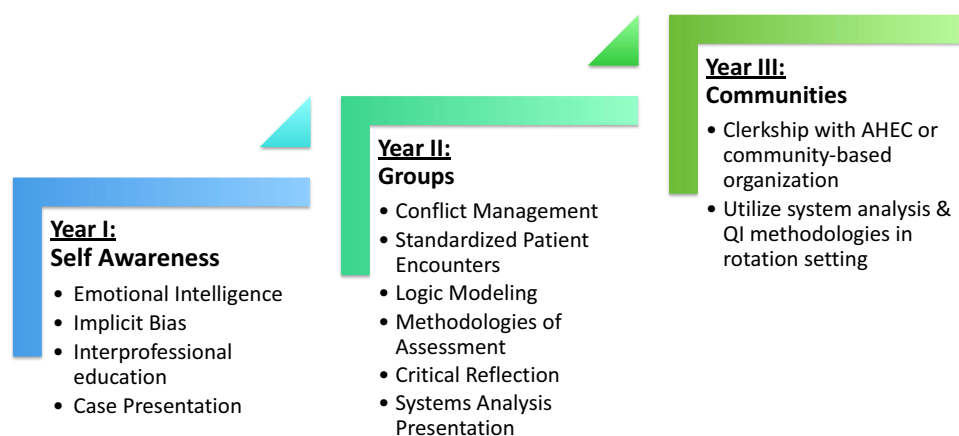 Year I:
Self Awareness
• Emotional Intelligence
• Implicit Bias
• Interprofessional
education
• Case Presentation
Year II:
Groups
• Conflict Management
• Standardized Patient
Encounters
• Logic Modeling
• Methodologies of
Assessment
• Critical Reflection
• Systems Analysis
Presentation
Year III:
Communities
• Clerkship with AHEC or
community-based
organization
• Utilize system analysis &
QI methodologies in
rotation setting